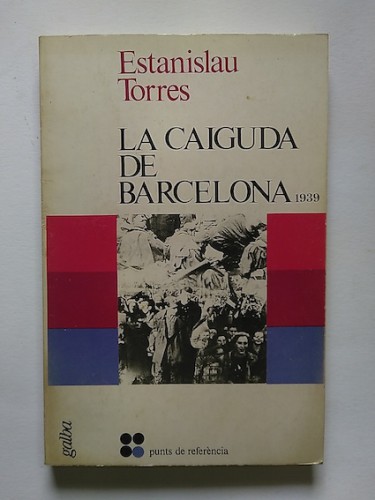 Estanislau
Torres
LA CAIGUDA
DE
BARCELONA 1939
galba
punts de referència